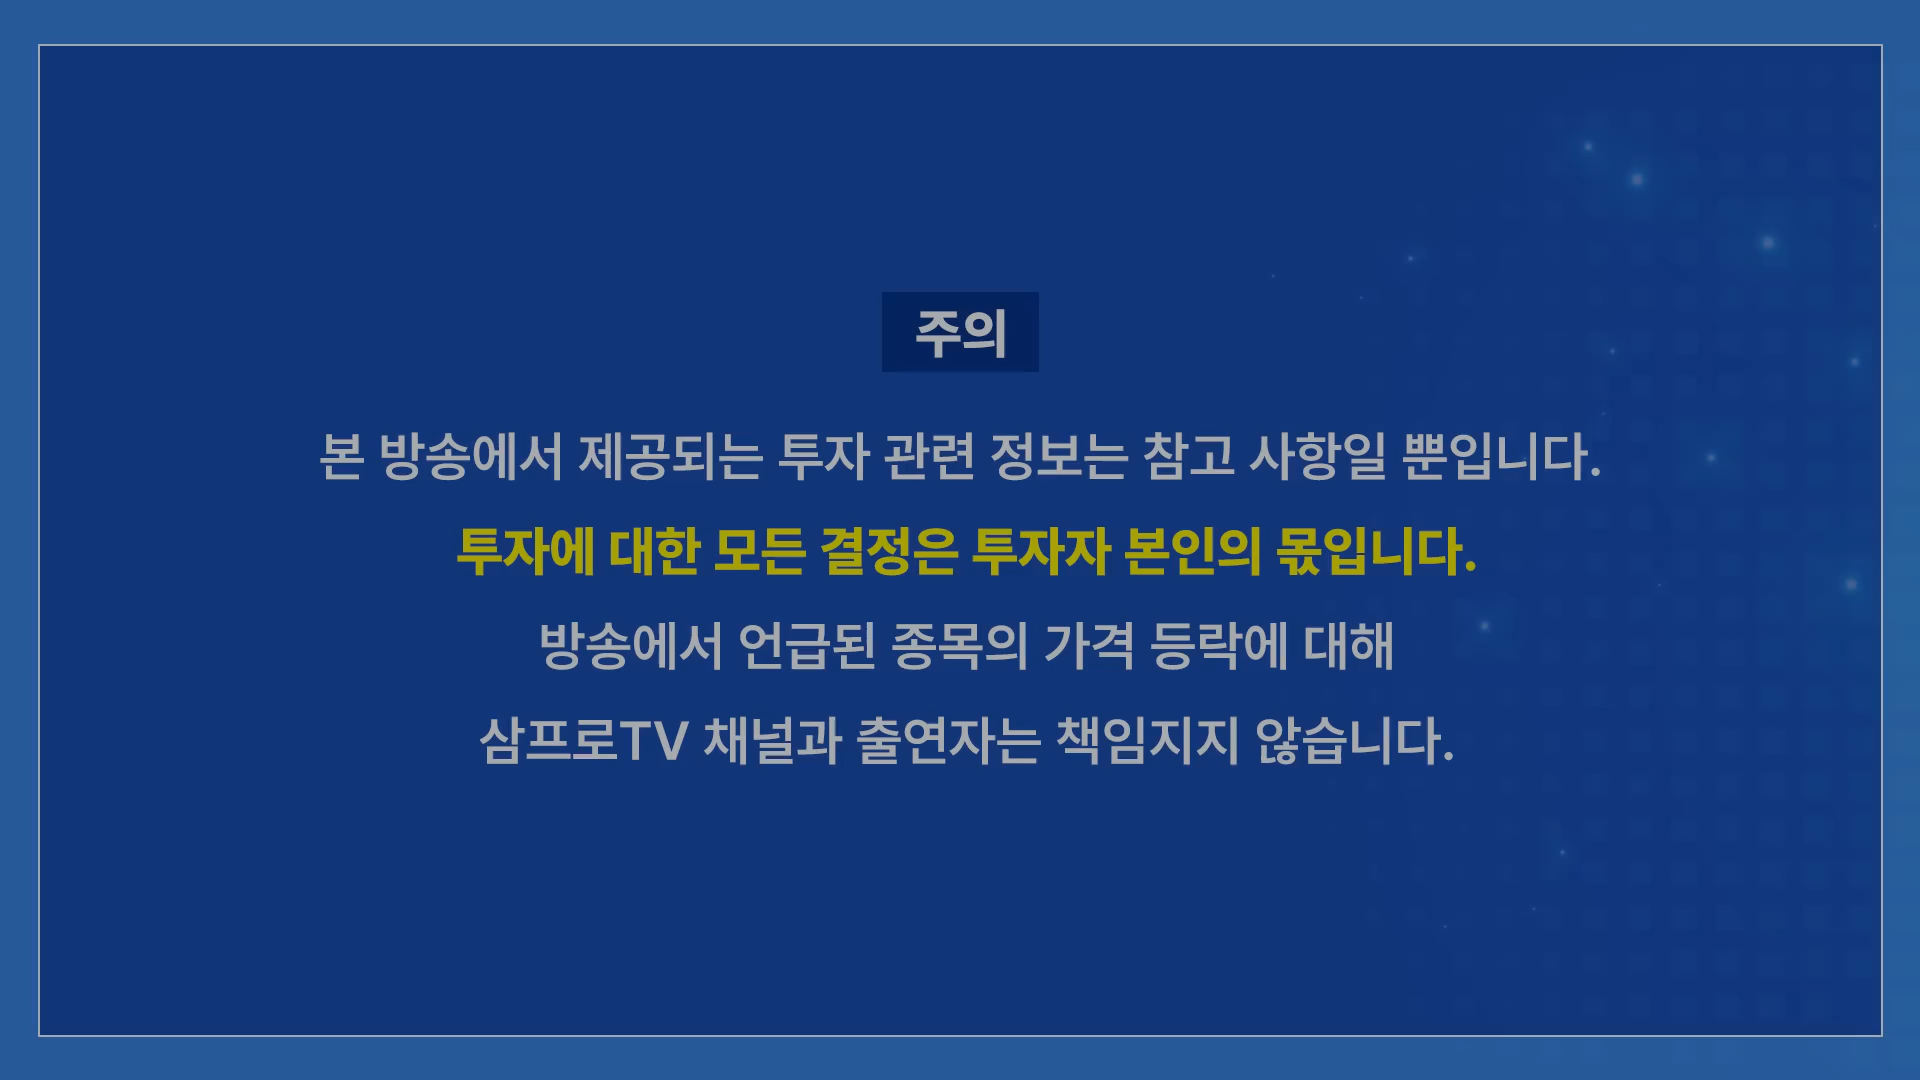 주의
본 방송에서 제공되는 투자 관련 정보는 참고 사항일 뿐입니다.
투자에 대한 모든 결정은 투자자 본인의 몫입니다.
방송에서 언급된 종목의 가격 등락에 대해
삼프로TV 채널과 출연자는 책임지지 않습니다.